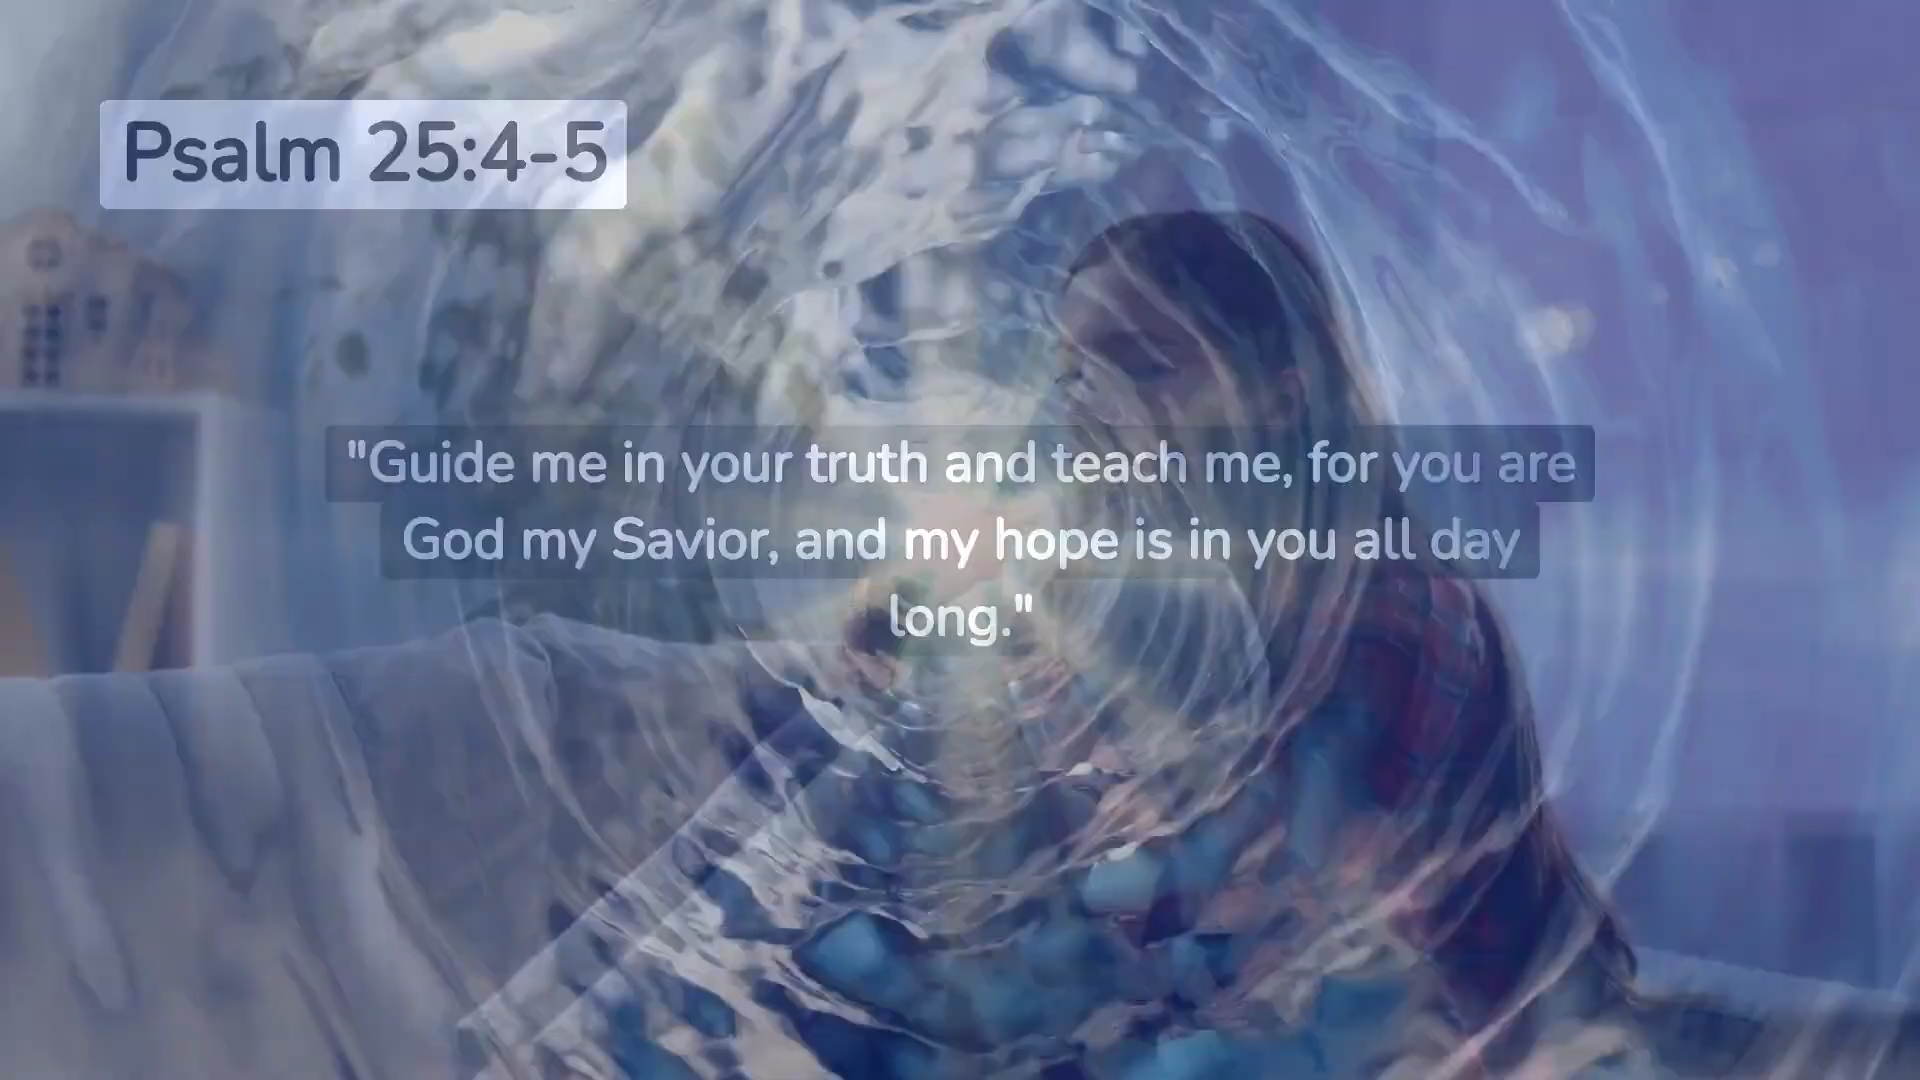 Psalm 25:4-5
"Guide me in your truth and teach me, for you are
God my Savior, and my hope is in you all day
long."